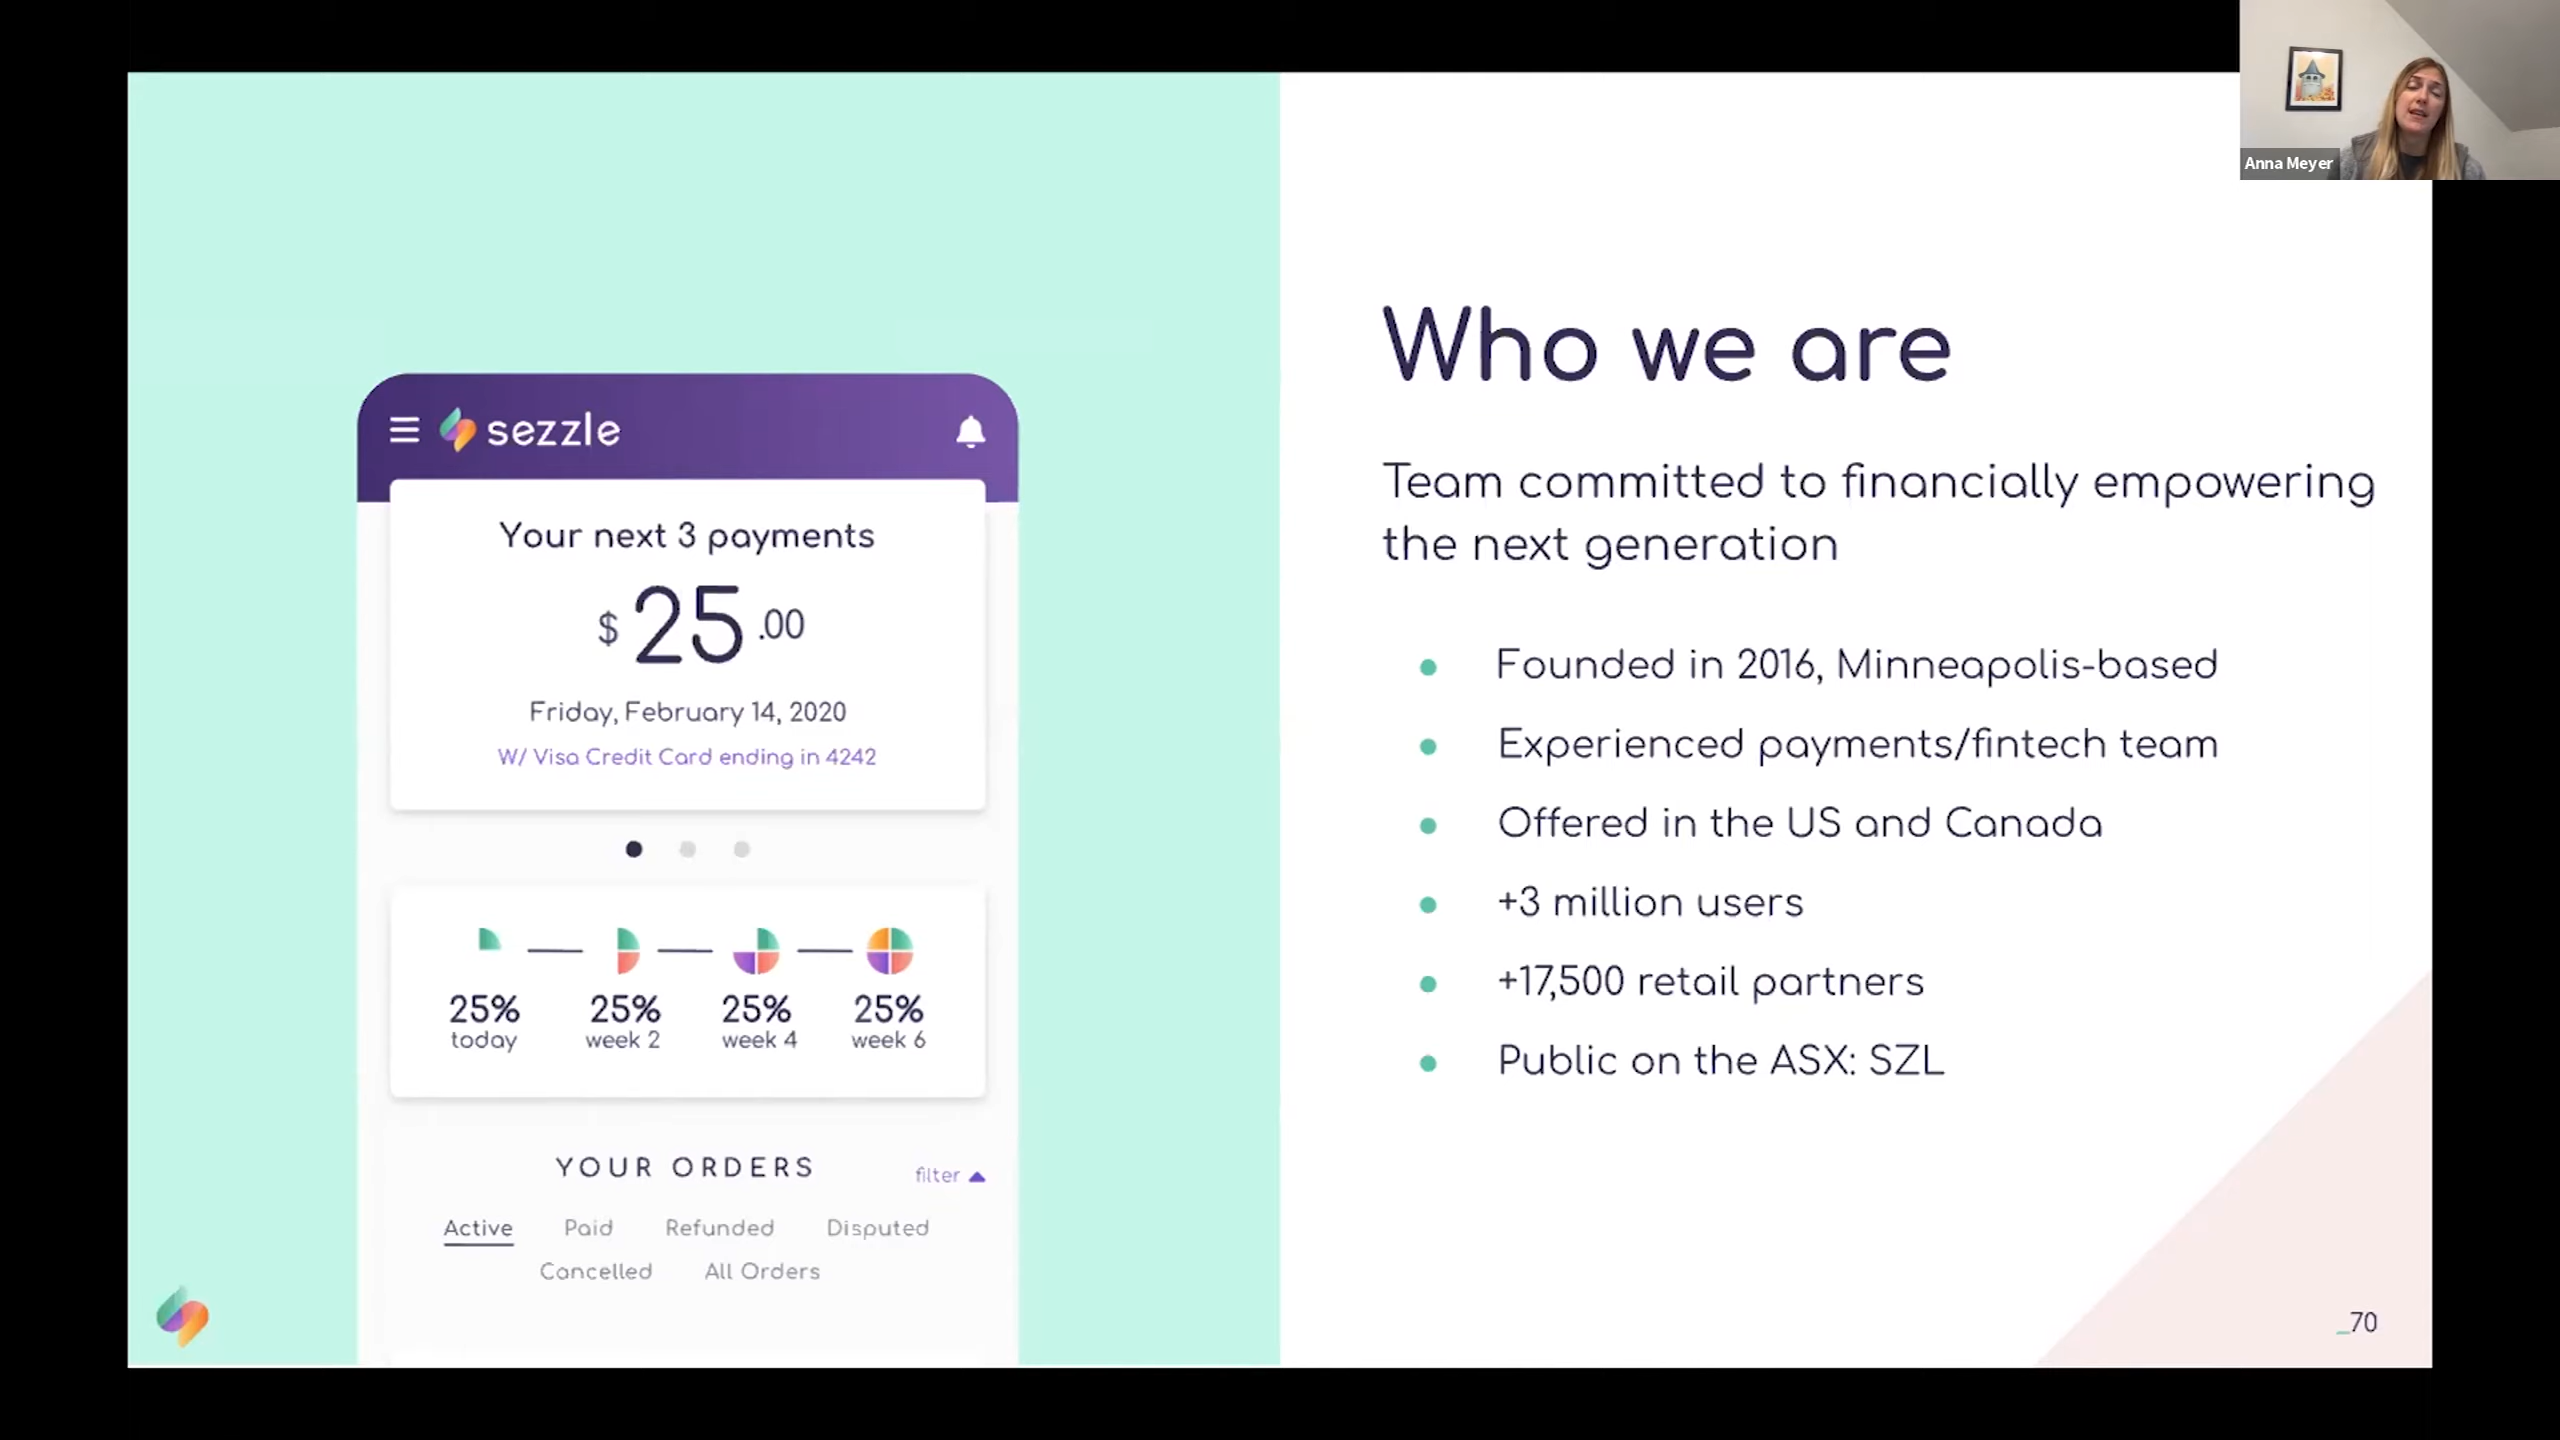 Anna Meyer
sezzle
Your next 3 payments
$25.00
Friday, February 14, 2020
W/ Visa Credit Card ending in 4242
25% 25% 25% 25%
today week 2 week 4 week 6
YOUR ORDERS filter
Active Paid Refunded Disputed
Cancelled All Orders
Who we are
Team committed to financially empowering
the next generation
Founded in 2016, Minneapolis-based
Experienced payments/fintech team
Offered in the US and Canada
+3 million users
+17,500 retail partners
Public on the ASX: SZL
_70